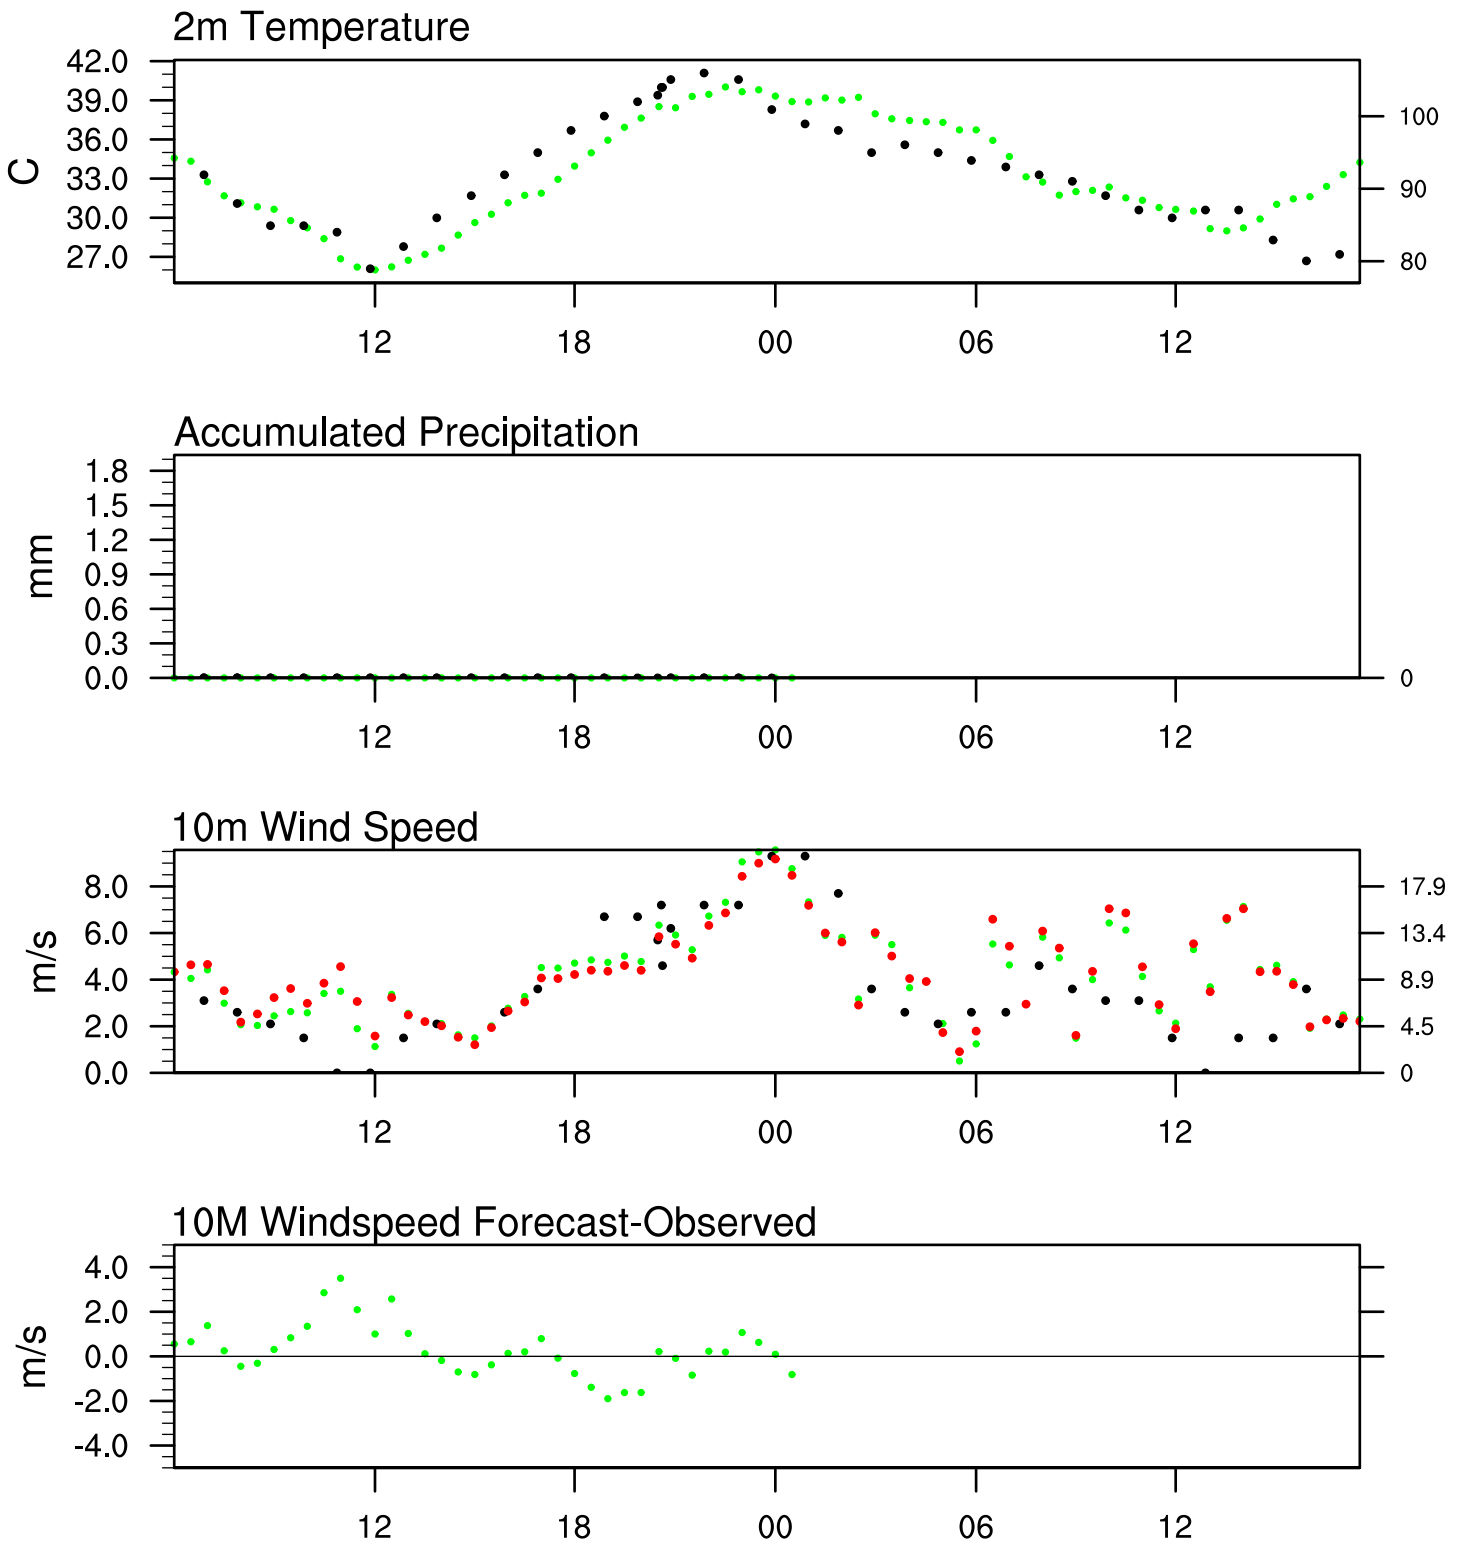 2m Temperature
42.0
39.0
36.0
33.0
30.0
27.0
C
100
90
80
12 18 00 06 12
Accumulated Precipitation
1.8
1.5
1.2
0.9
0.6
0.3
0.0
mm
0
12 18 00 06 12
10m Wind Speed
8.0
6.0
4.0
2.0
0.0
m/s
17.9
13.4
8.9
4.5
0
12 18 00 06 12
10M Windspeed Forecast-Observed
4.0
2.0
0.0
-2.0
-4.0
m/s
12 18 00 06 12